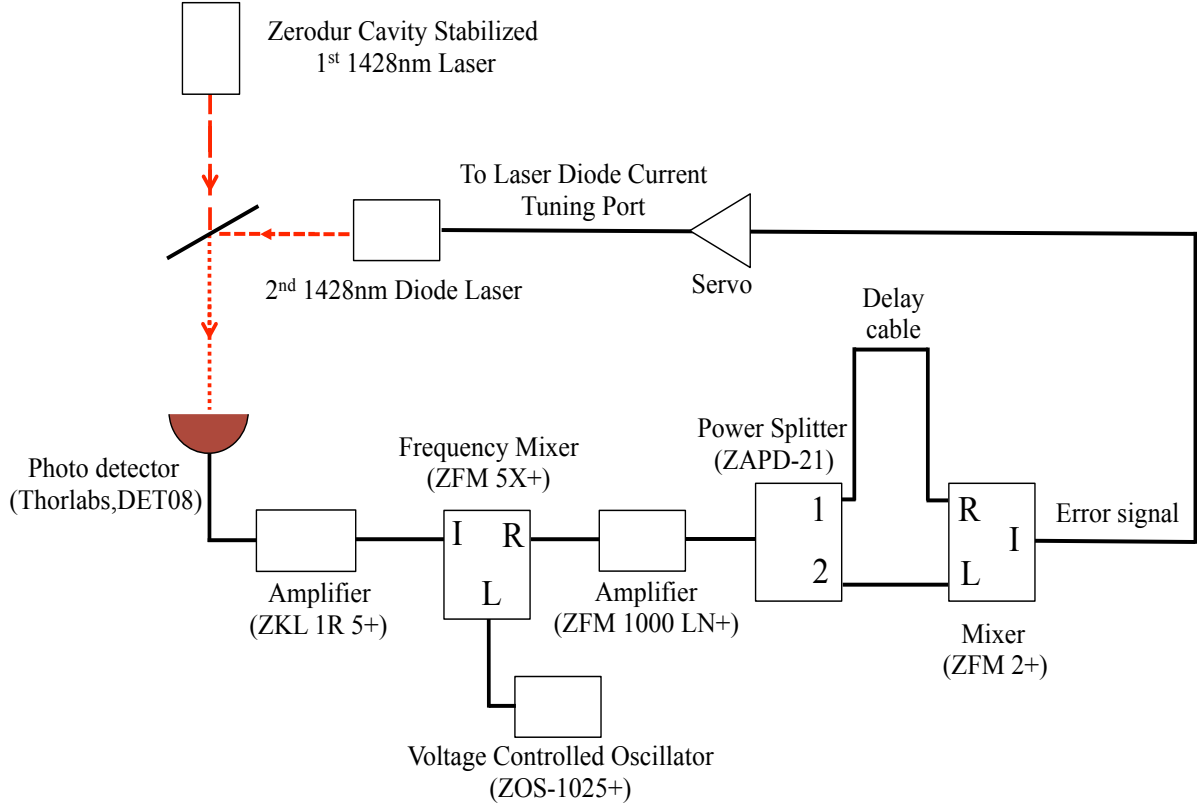 Zerodur Cavity Stabilized
1st 1428nm Laser
To Laser Diode Current
Tuning Port
2nd 1428nm Diode Laser
Servo
Delay
cable
Photo detector
(Thorlabs,DET08)
Frequency Mixer
(ZFM 5X+)
Power Splitter
(ZAPD-21)
I R
L
1
2
R
I
L
Error signal
Amplifier
(ZKL 1R 5+)
Amplifier
(ZFM 1000 LN+)
Mixer
(ZFM 2+)
Voltage Controlled Oscillator
(ZOS-1025+)